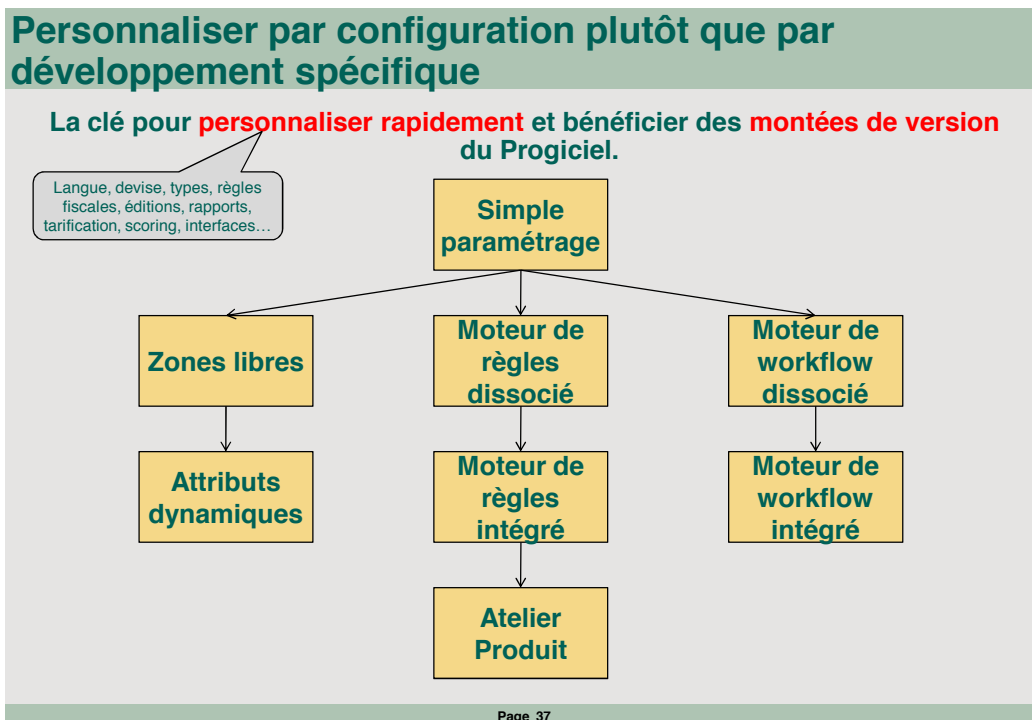 Personnaliser par configuration plutôt que par
développement spécifique
La clé pour personnaliser rapidement et bénéficier des montées de version
du Progiciel.
Langue, devise, types, règles
fiscales, éditions, rapports,
tarification, scoring, interfaces…
Simple
paramétrage
Zones libres
Moteur de
règles
dissocié
Moteur de
workflow
dissocié
Attributs
dynamiques
Moteur de
règles
intégré
Moteur de
workflow
intégré
Atelier
Produit
Page 37